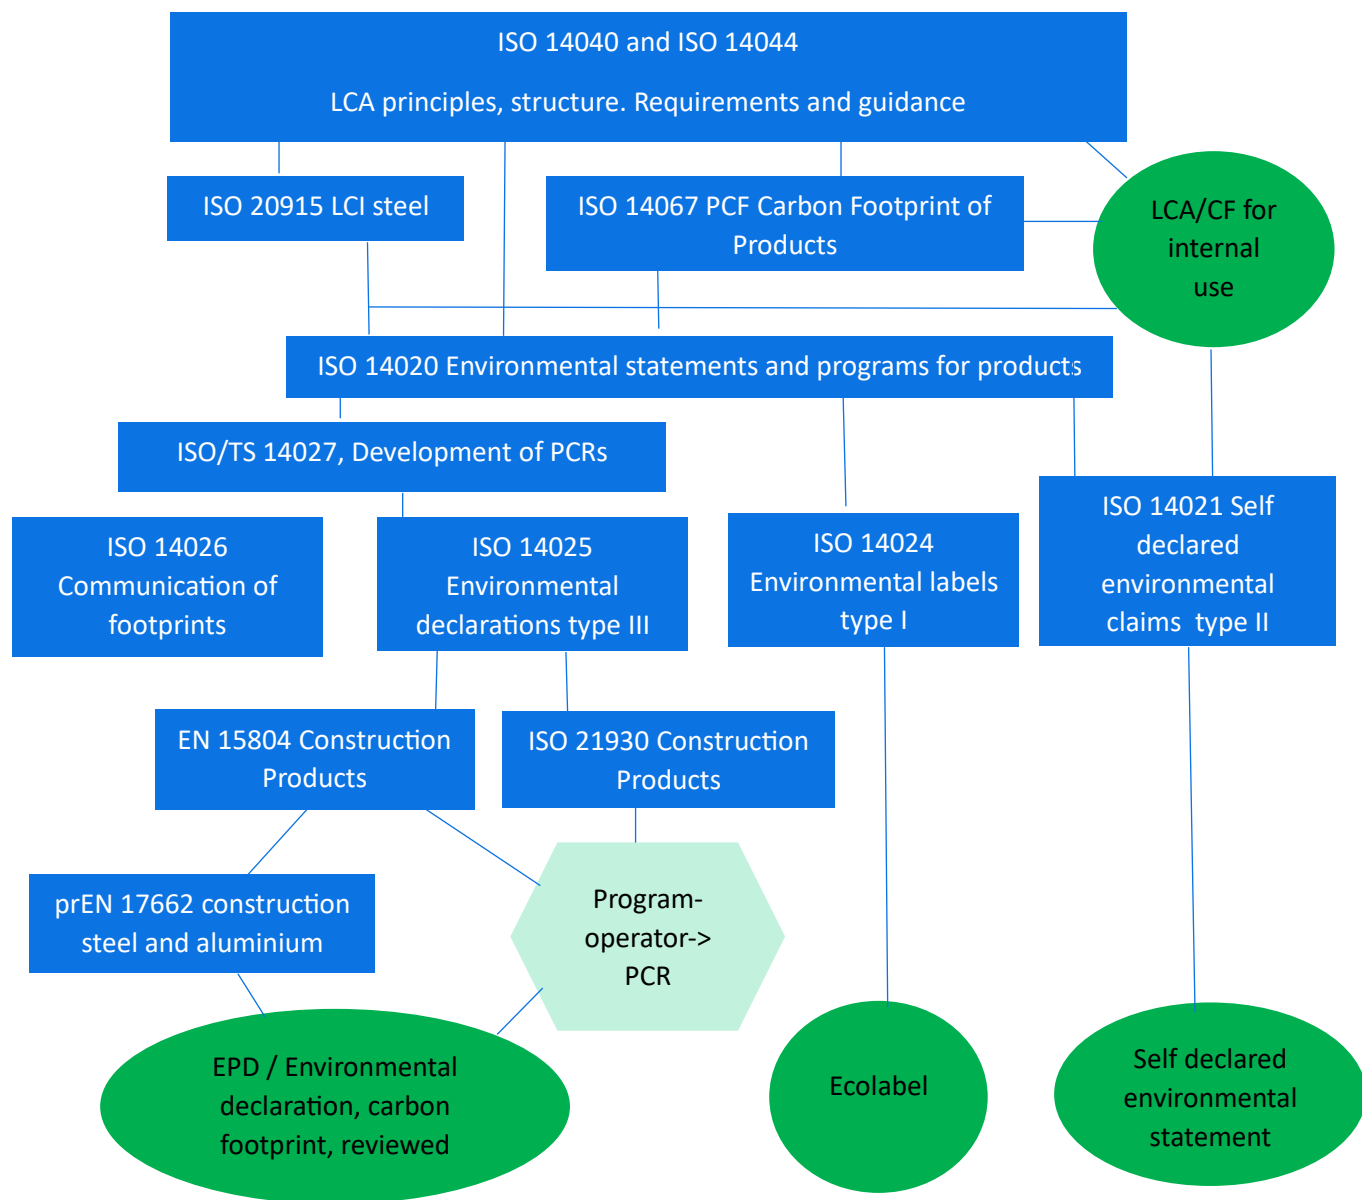 ISO 14040 and ISO 14044
LCA principles, structure. Requirements and guidance
ISO 20915 LCI steel
ISO 14067 PCF Carbon Footprint of
Products
LCA/CF for
internal
use
ISO 14020 Environmental statements and programs for products
ISO/TS 14027, Development of PCRs
ISO 14026
Communication of
footprints
ISO 14025
Environmental
declarations type III
ISO 14024
Environmental labels
type I
ISO 14021 Self
declared
environmental
claims  type II
EN 15804 Construction
Products
ISO 21930 Construction
Products
prEN 17662 construction
steel and aluminium
Program-
operator->
PCR
EPD / Environmental
declaration, carbon
footprint, reviewed
Ecolabel
Self declared
environmental
statement